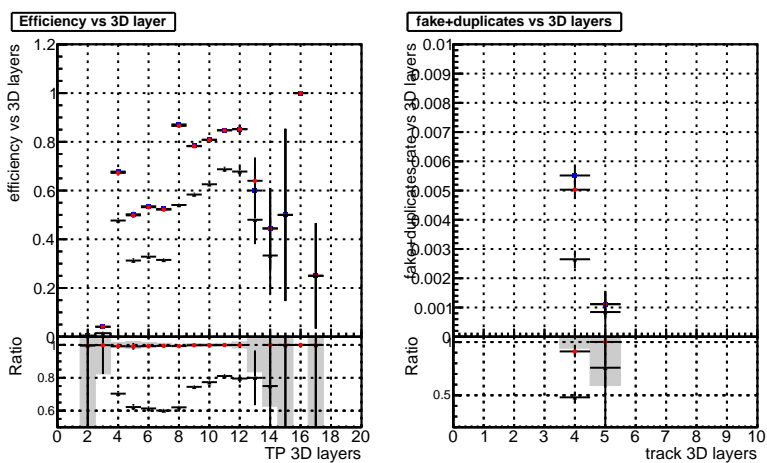 Efficiency vs 3D layer
efficiency vs 3D layers
1.2
1
0.8
0.6
0.4
0.2
0
Ratio
1
0.8
0.6
0 2 4 6 8 10 12 14 16 18 20
TP 3D layers
fake+duplicates vs 3D layers
fake+duplicates rate vs 3D layers
0.01
0.009
0.008
0.007
0.006
0.005
0.004
0.003
0.002
0.001
0
Ratio
1
0.5
0 1 2 3 4 5 6 7 8 9 10
track 3D layers